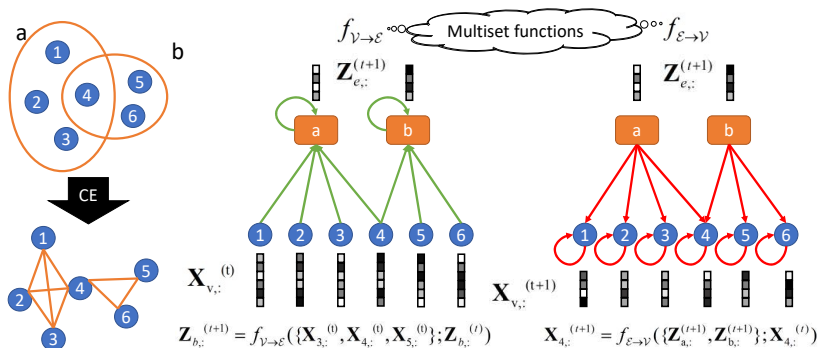 a
b
1
2
3
4
5
6
CE
1
2
3
4
5
6
Multiset functions
f_{𝒱→ℰ}
Z_{e,:}^{(t+1)}
a
b
1 2 3 4 5 6
X_{v,:}^{(t)}
Z_{b,:}^{(t+1)} = f_{𝒱→ℰ}({X_{3,:}^{(t)}, X_{4,:}^{(t)}, X_{5,:}^{(t)}}; Z_{b,:}^{(t)})
f_{ℰ→𝒱}
Z_{e,:}^{(t+1)}
a
b
1 2 3 4 5 6
X_{v,:}^{(t+1)}
X_{4,:}^{(t+1)} = f_{ℰ→𝒱}({Z_{a,:}^{(t+1)}, Z_{b,:}^{(t+1)}}; X_{4,:}^{(t)})